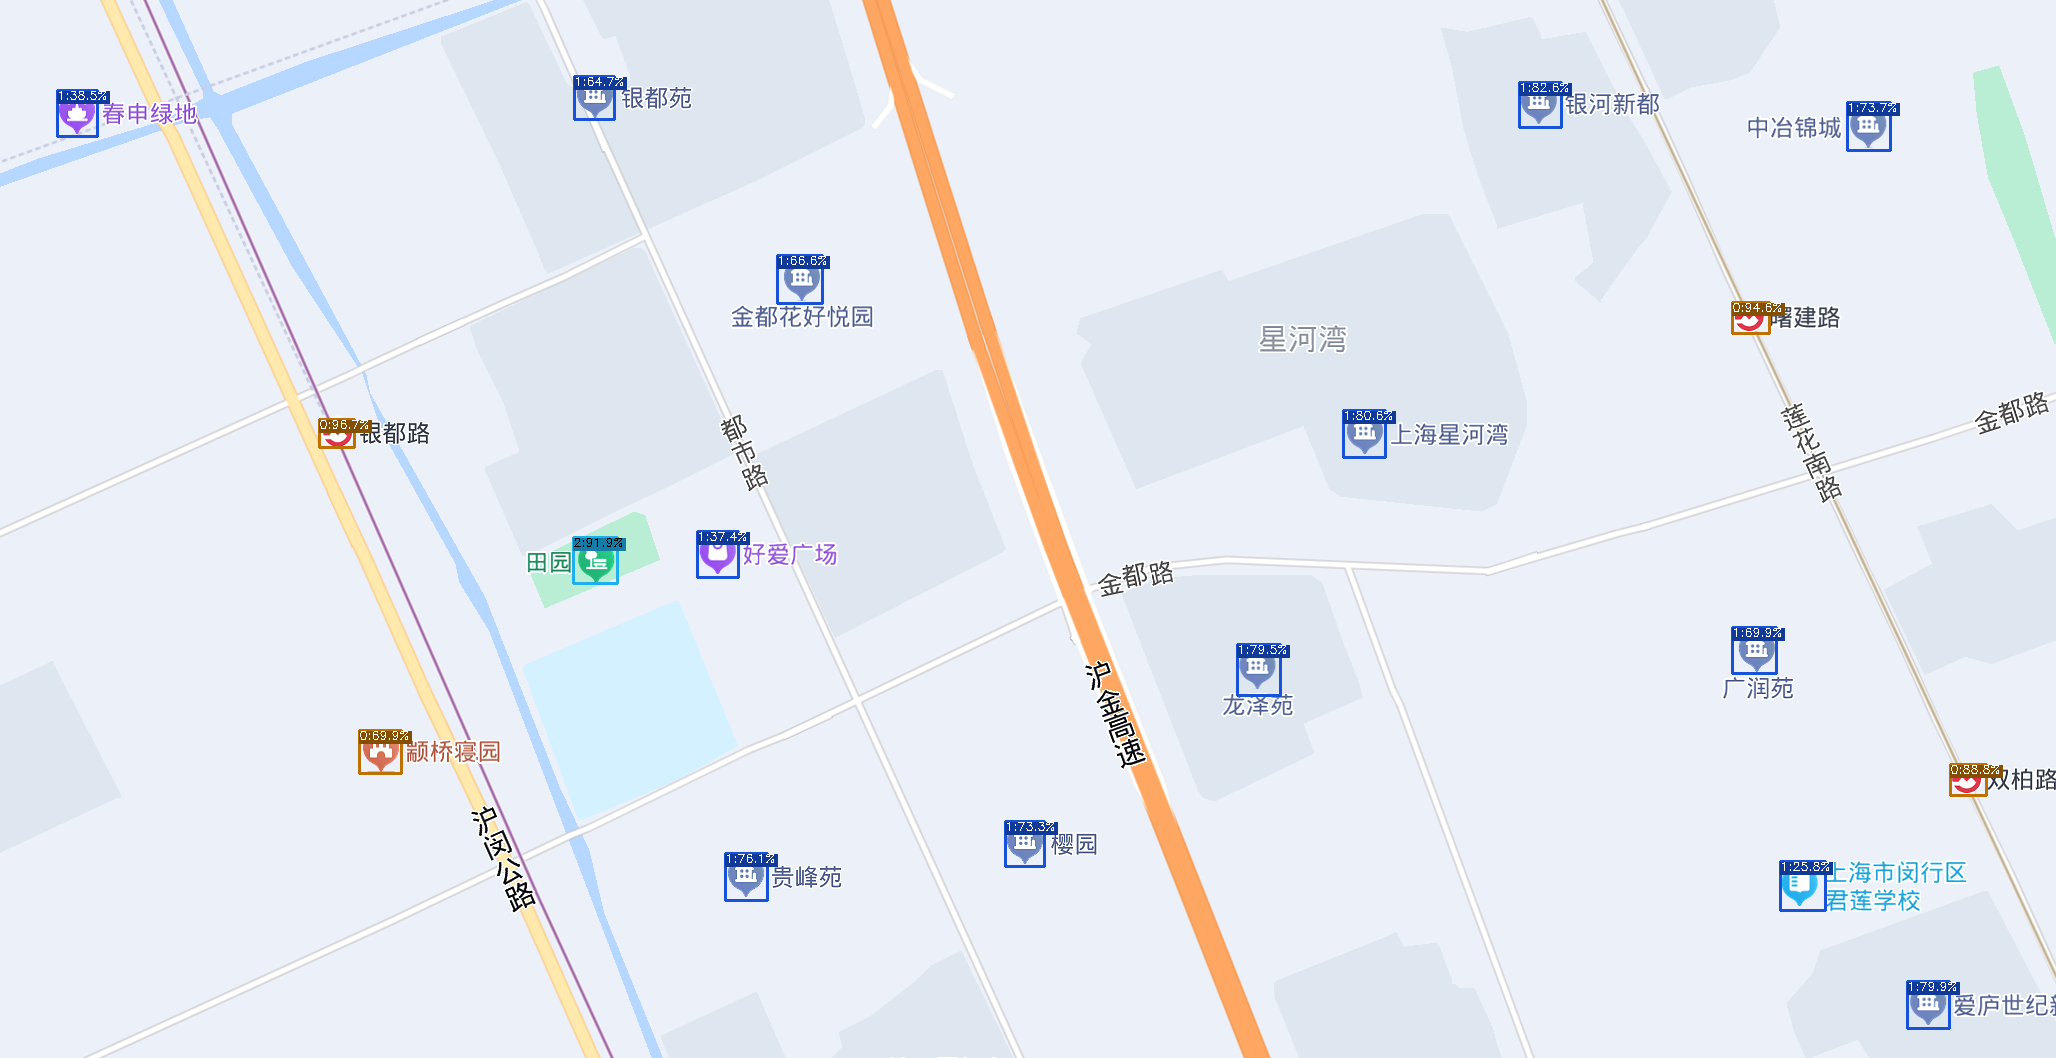 1:38.5%
春申绿地
1:64.7%
银都苑
1:82.6%
银河新都
1:73.7%
中冶锦城
1:66.6%
金都花好悦园
星河湾
0:94.6%
曙建路
1:80.6%
上海星河湾
0:96.7%
银都路
都市路
莲花南路
金都路
2:91.9%
田园
1:37.4%
好爱广场
金都路
1:79.5%
龙泽苑
1:69.9%
广润苑
沪金高速
0:69.9%
颛桥寝园
0:88.8%
双柏路
沪闵公路
1:73.3%
樱园
1:76.1%
贵峰苑
1:25.8%
上海市闵行区
君莲学校
1:79.9%
爱庐世纪